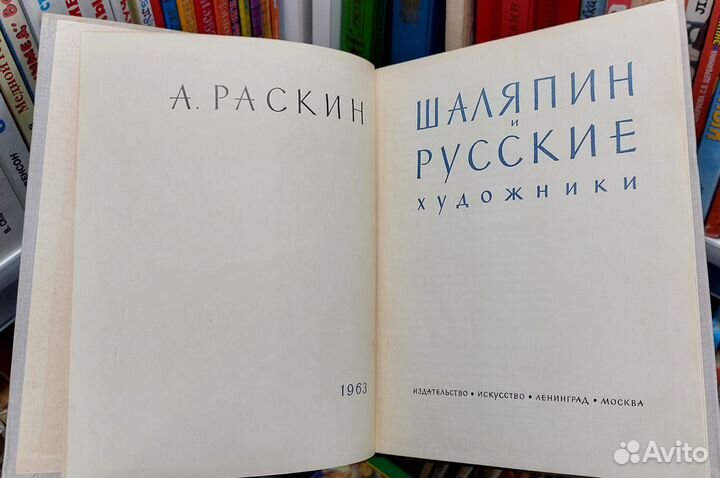 А. РАСКИН
1963
ШАЛЯПИН
И
РУССКИЕ
ХУДОЖНИКИ
ИЗДАТЕЛЬСТВО • ИСКУССТВО • ЛЕНИНГРАД • МОСКВА
Avito